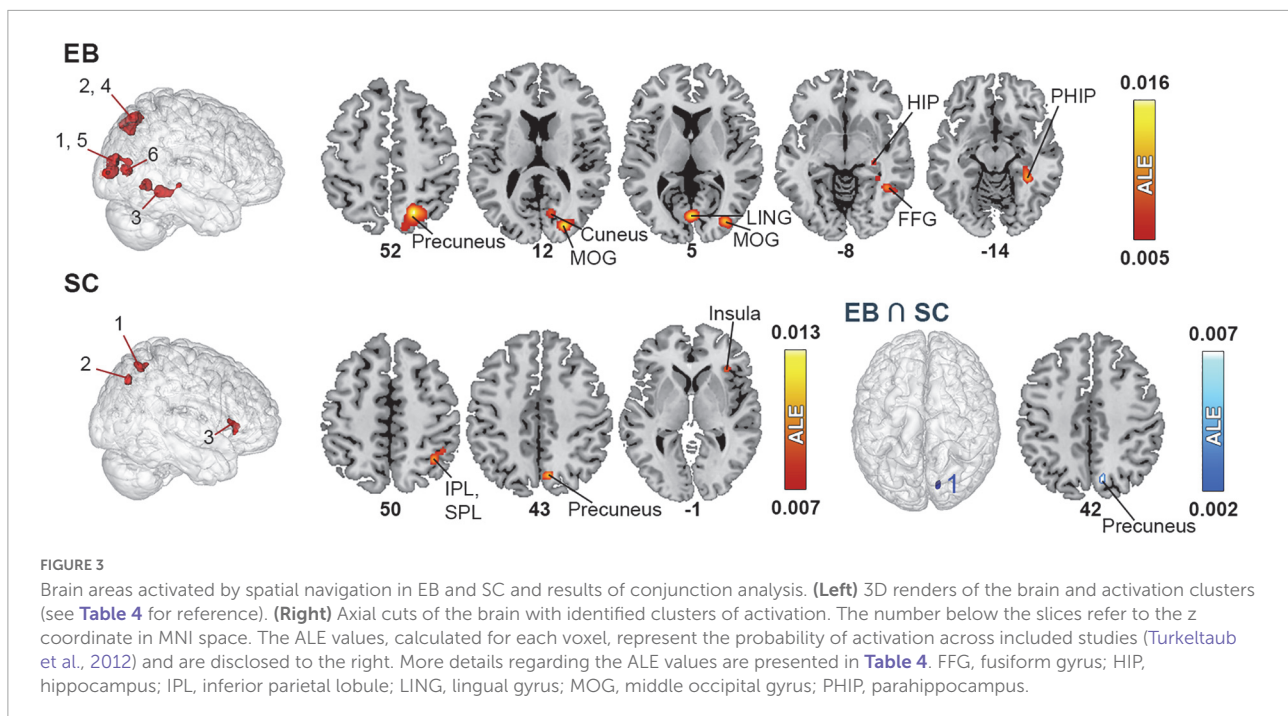 EB
2, 4
1, 5
6
3
HIP
PHIP
Precuneus
Cuneus
MOG
LING
MOG
FFG
52
12
5
-8
-14
0.016
ALE
0.005
SC
1
2
3
Insula
IPL,
SPL
Precuneus
50
43
-1
0.013
ALE
0.007
EB ∩ SC
1
Precuneus
42
0.007
ALE
0.002
FIGURE 3
Brain areas activated by spatial navigation in EB and SC and results of conjunction analysis. (Left) 3D renders of the brain and activation clusters
(see Table 4 for reference). (Right) Axial cuts of the brain with identified clusters of activation. The number below the slices refer to the z
coordinate in MNI space. The ALE values, calculated for each voxel, represent the probability of activation across included studies (Turkeltaub
et al., 2012) and are disclosed to the right. More details regarding the ALE values are presented in Table 4. FFG, fusiform gyrus; HIP,
hippocampus; IPL, inferior parietal lobule; LING, lingual gyrus; MOG, middle occipital gyrus; PHIP, parahippocampus.